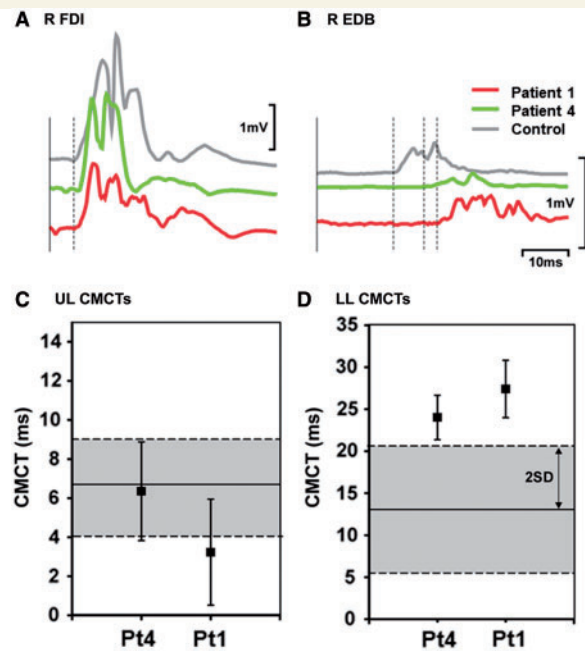 A R FDI
B R EDB
Patient 1
Patient 4
Control
1mV
1mV
10ms
C UL CMCTs
D LL CMCTs
CMCT (ms)
14
12
10
8
6
4
2
0
Pt4 Pt1
CMCT (ms)
35
30
25
20
15
10
5
0
2SD
Pt4 Pt1